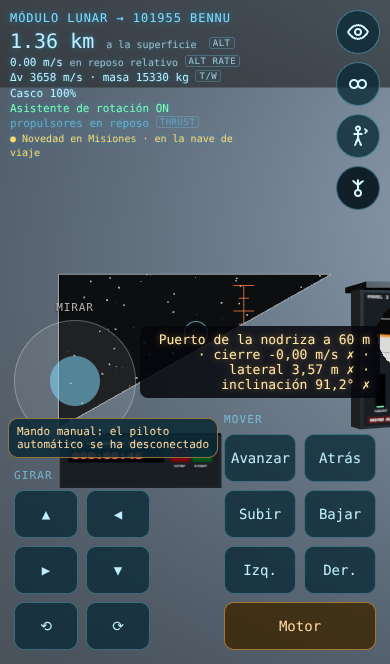 MÓDULO LUNAR → 101955 BENNU
1.36 km a la superficie ALT
0.00 m/s en reposo relativo ALT RATE
Δv 3658 m/s · masa 15330 kg T/W
Casco 100%
Asistente de rotación ON
propulsores en reposo THRUST
● Novedad en Misiones · en la nave de
viaje
MIRAR
Puerto de la nodriza a 60 m
· cierre -0,00 m/s ✗ ·
lateral 3,57 m ✗ ·
inclinación 91,2° ✗
Mando manual: el piloto
automático se ha desconectado
MOVER
Avanzar Atrás
GIRAR
▲ ◄ Subir Bajar
► ▼ Izq. Der.
⟲ ⟳ Motor